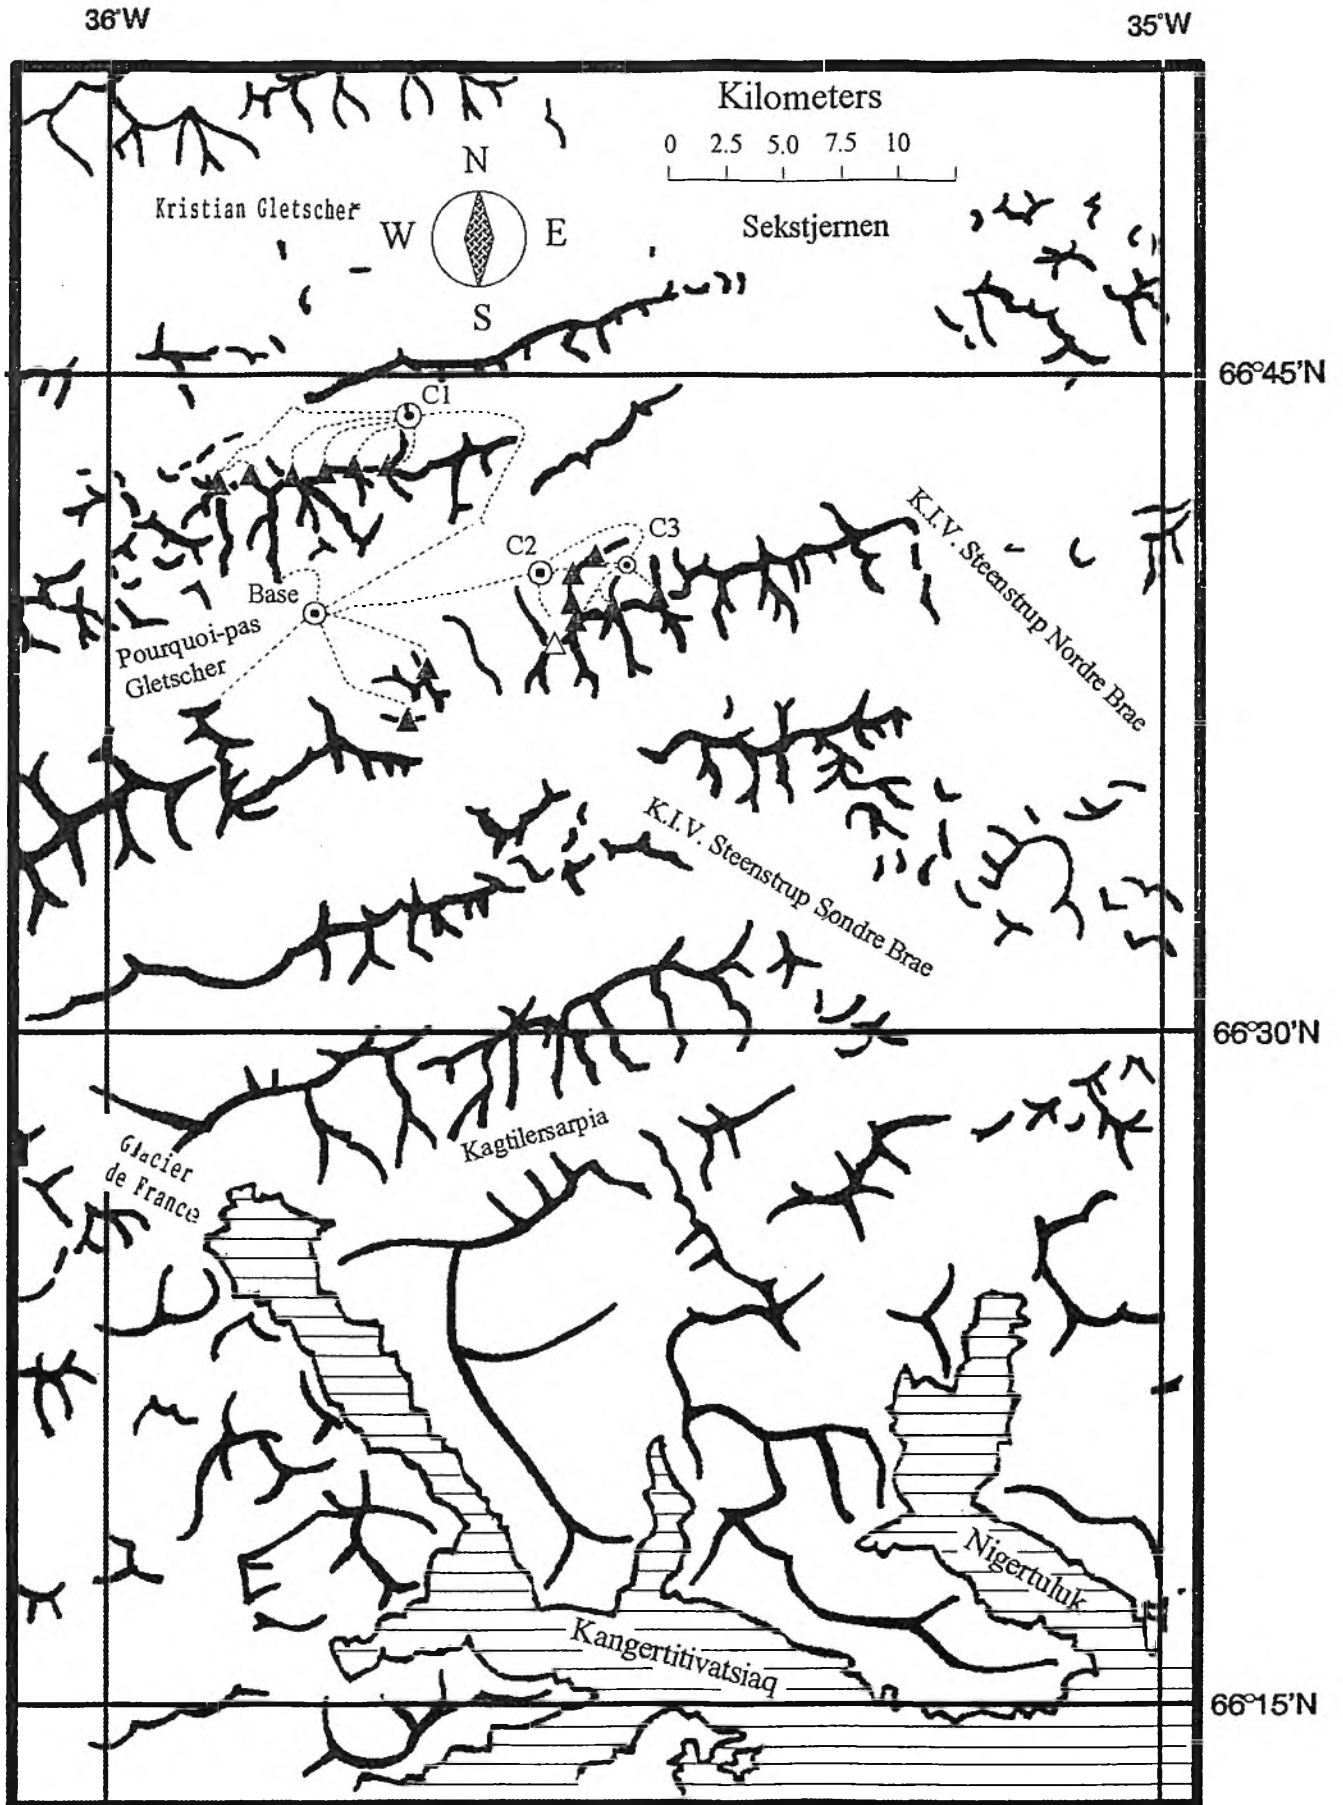 36°W
35°W
Kilometers
0 2.5 5.0 7.5 10
N
W E
S
Kristian Gletscher
Sekstjernen
66°45'N
C1
K.I.V. Steenstrup Nordre Brae
C2
C3
Base
Pourquoi-pas
Gletscher
K.I.V. Steenstrup Søndre Brae
66°30'N
Kagtilersarpia
Glacier
de France
Nigertuluk
Kangertitivatsiaq
66°15'N